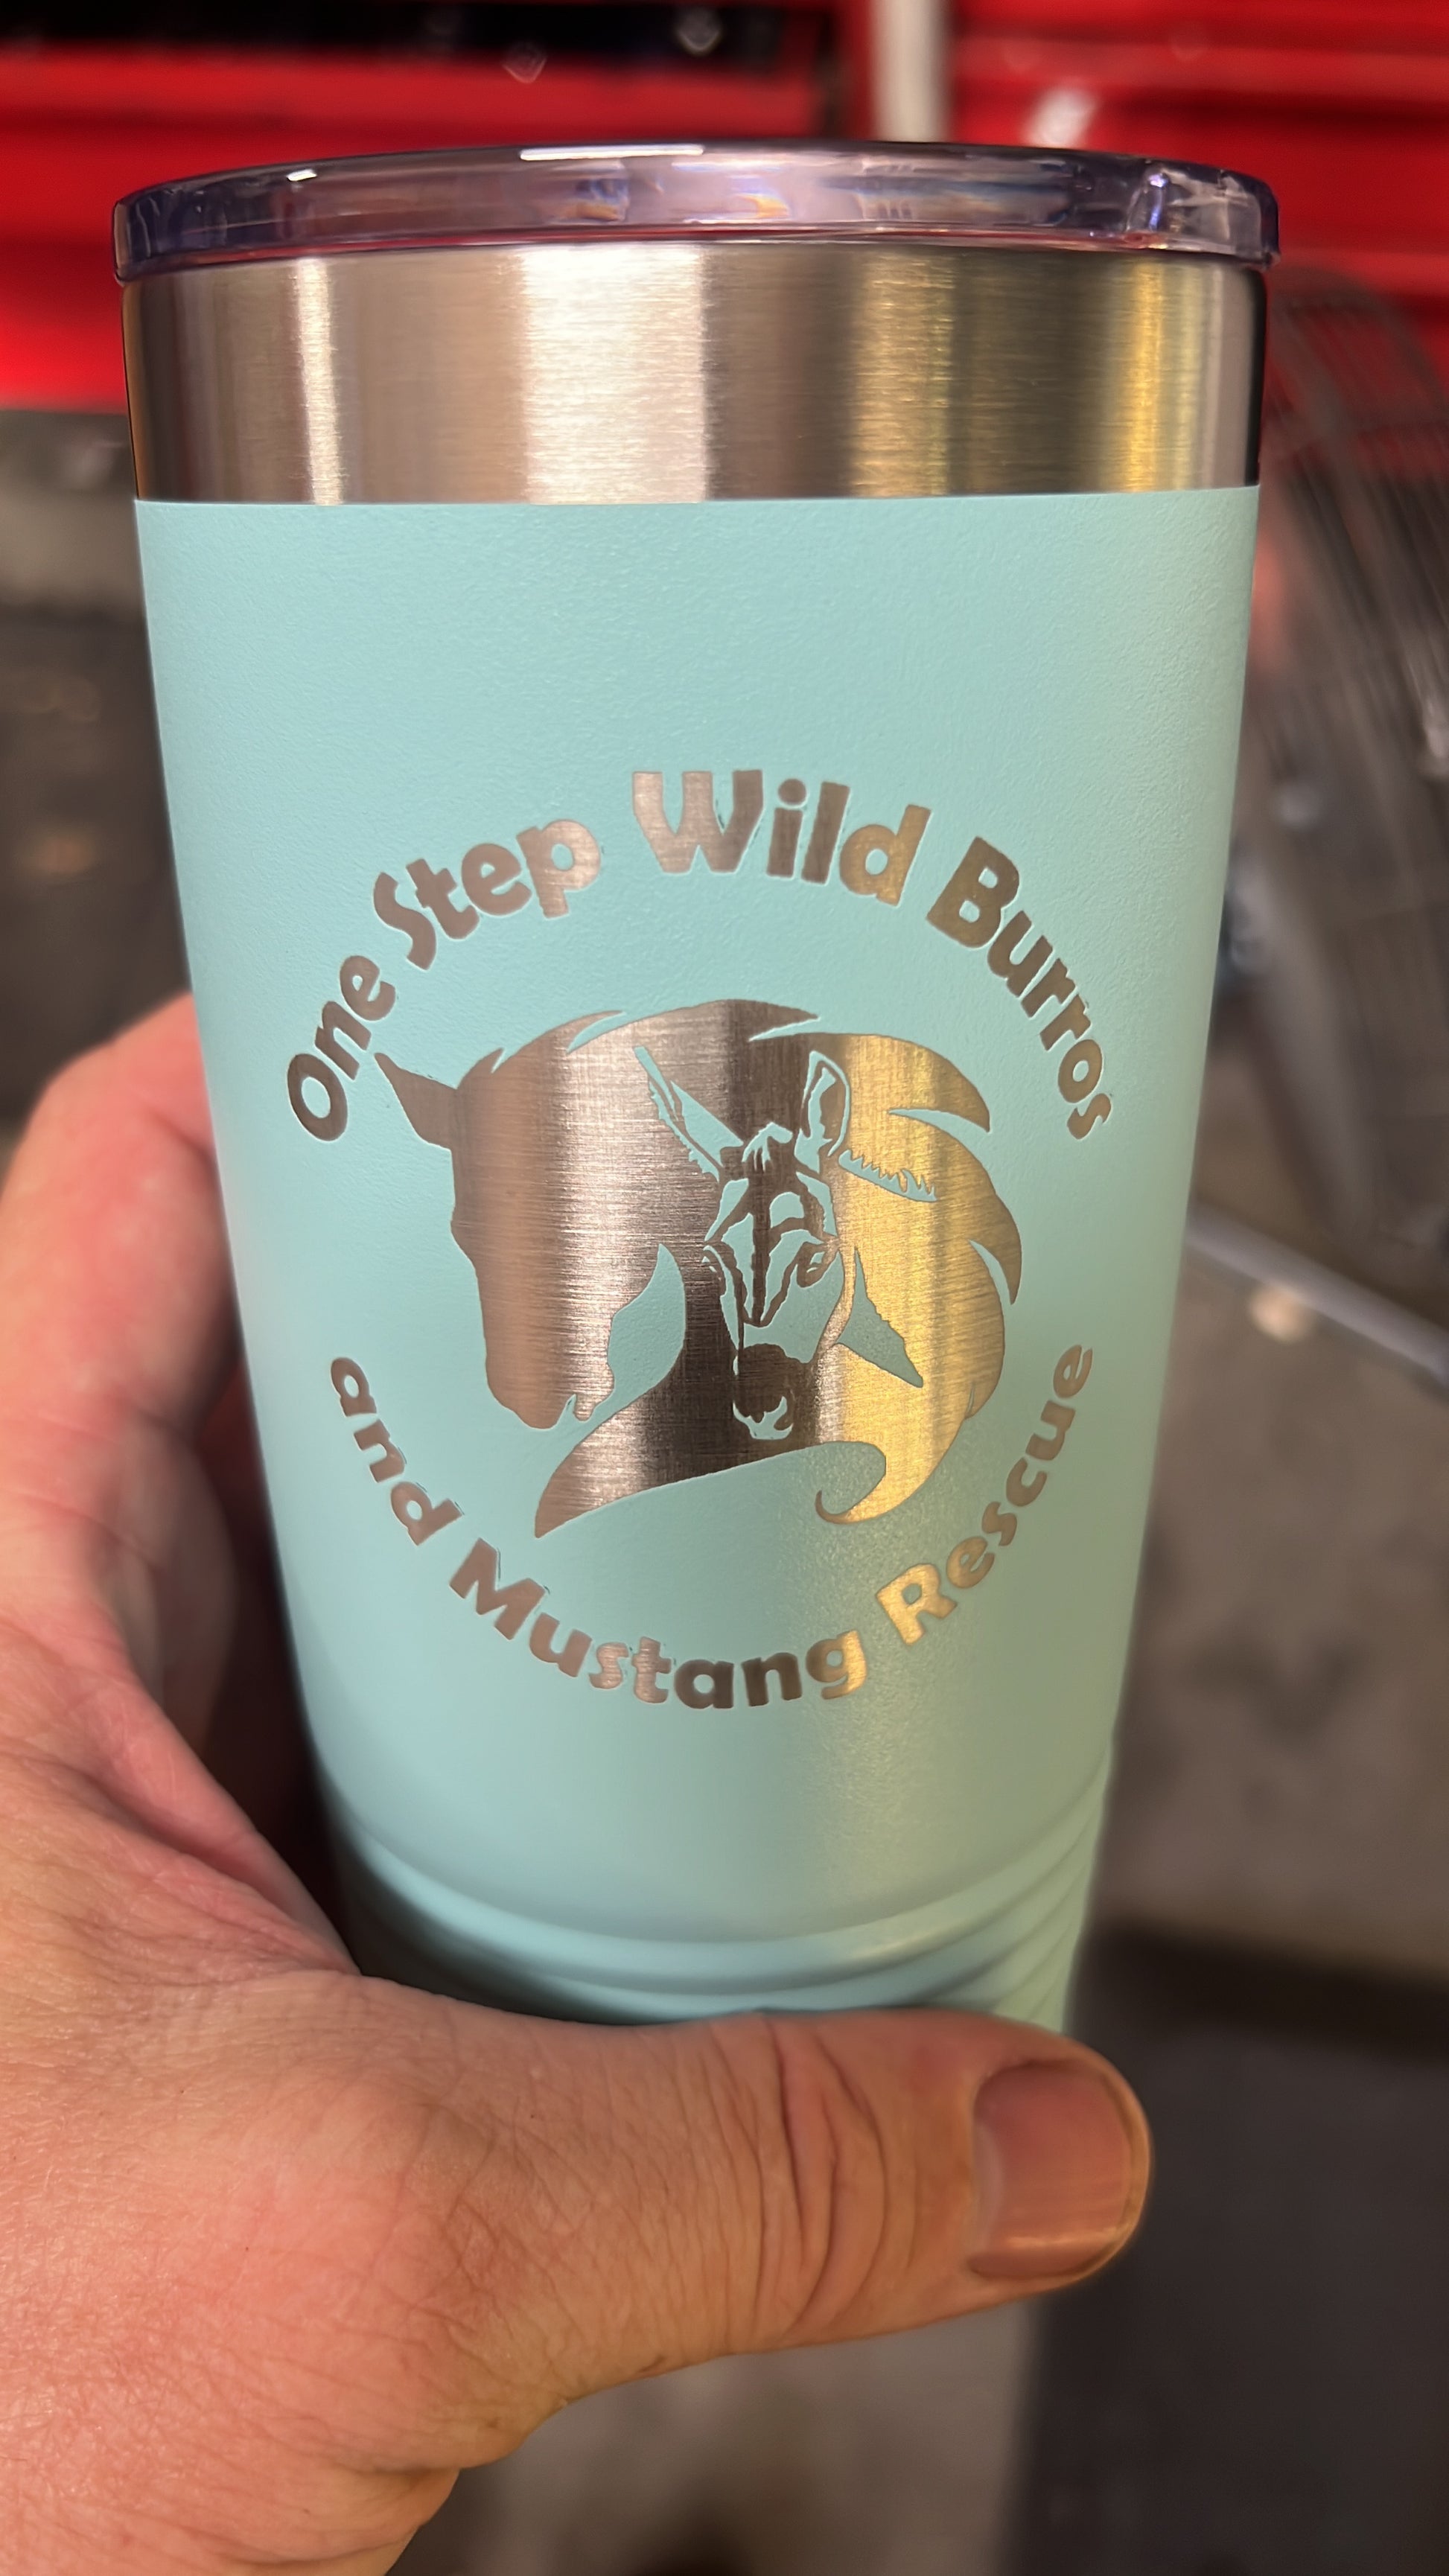 One Step Wild Burros
and Mustang Rescue